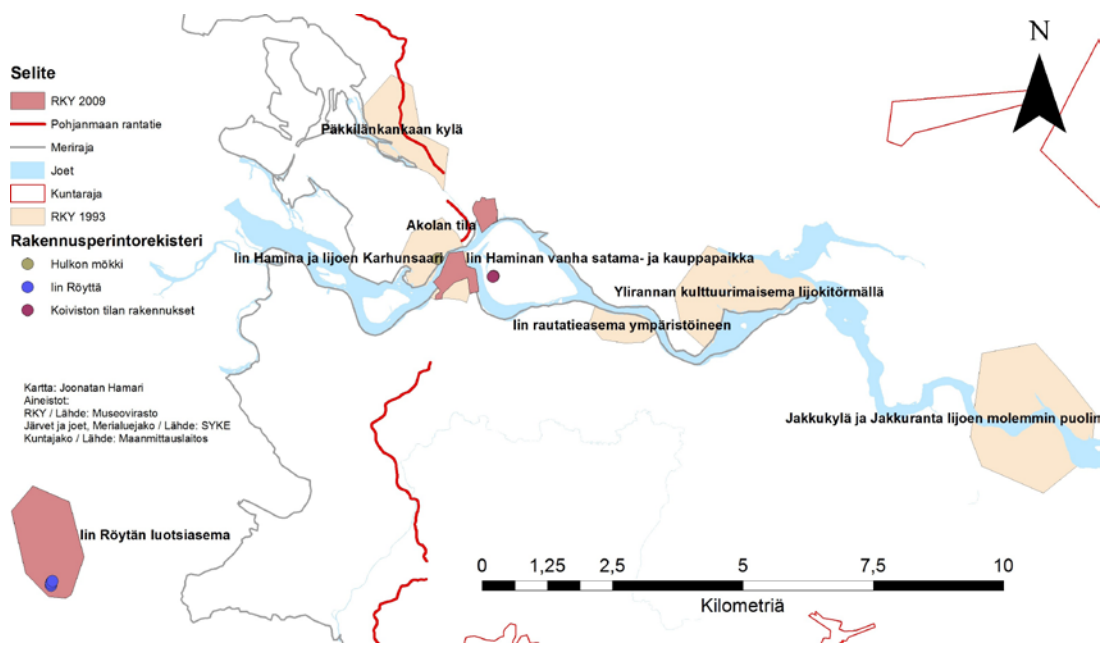 N
Selite
RKY 2009
Pohjanmaan rantatie
Meriraja
Joet
Kuntaraja
RKY 1993
Rakennusperintorekisteri
Hulkon mökki
Iin Röyttä
Koiviston tilan rakennukset
Kartta: Joonatan Hamari
Aineistot:
RKY / Lähde: Museovirasto
Järvet ja joet, Merialuejako / Lähde: SYKE
Kuntajako / Lähde: Maanmittauslaitos
Päkkilänkankaan kylä
Akolan tila
Iin Hamina ja Iijoen Karhunsaari
Iin Haminan vanha satama- ja kauppapaikka
Ylirannan kulttuurimaisema Iijokitörmällä
Iin rautatieasema ympäristöineen
Jakkukylä ja Jakkuranta Iijoen molemmin puolin
Iin Röytän luotsiasema
0 1,25 2,5 5 7,5 10
Kilometriä